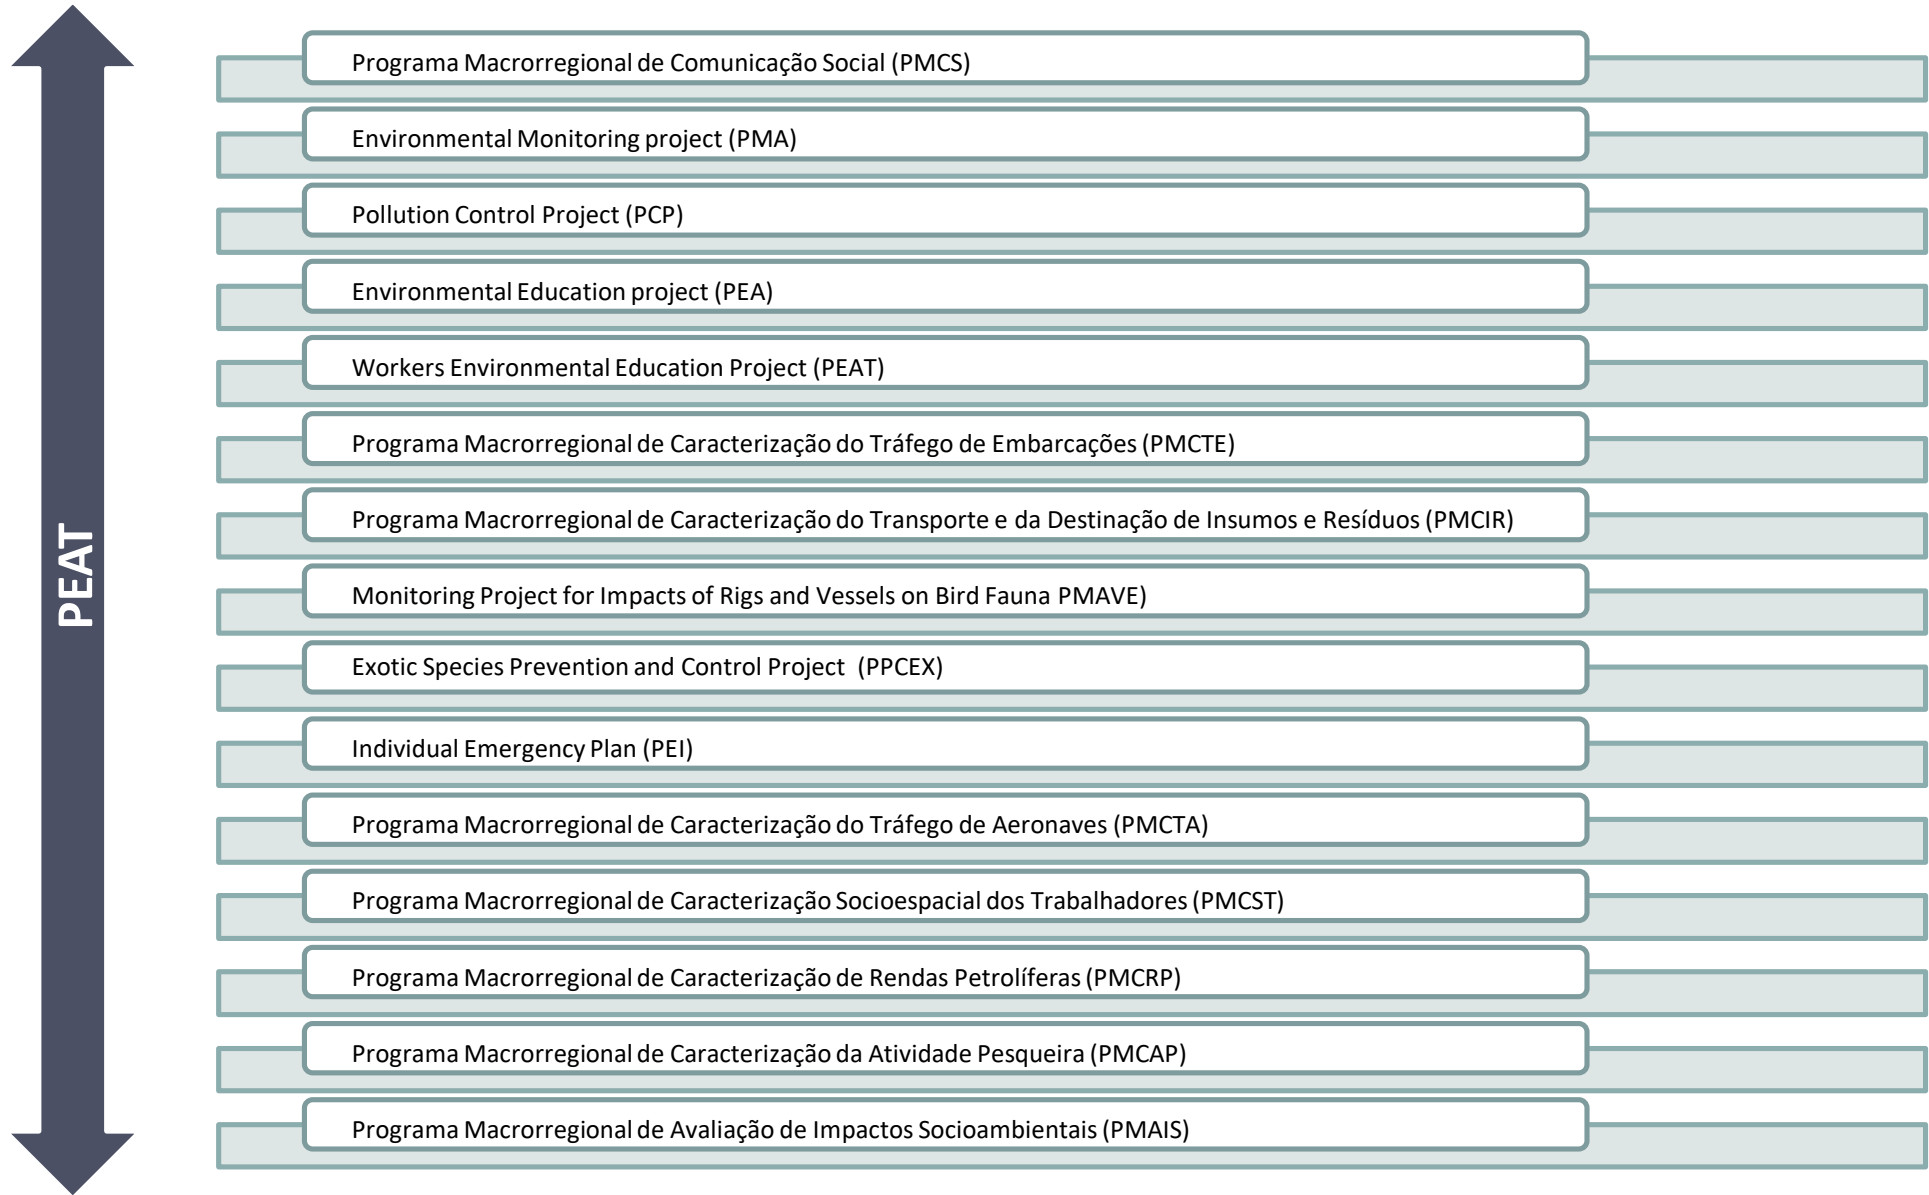 PEAT
Programa Macrorregional de Comunicação Social (PMCS)
Environmental Monitoring project (PMA)
Pollution Control Project (PCP)
Environmental Education project (PEA)
Workers Environmental Education Project (PEAT)
Programa Macrorregional de Caracterização do Tráfego de Embarcações (PMCTE)
Programa Macrorregional de Caracterização do Transporte e da Destinação de Insumos e Resíduos (PMCIR)
Monitoring Project for Impacts of Rigs and Vessels on Bird Fauna PMAVE)
Exotic Species Prevention and Control Project (PPCEX)
Individual Emergency Plan (PEI)
Programa Macrorregional de Caracterização do Tráfego de Aeronaves (PMCTA)
Programa Macrorregional de Caracterização Socioespacial dos Trabalhadores (PMCST)
Programa Macrorregional de Caracterização de Rendas Petrolíferas (PMCRP)
Programa Macrorregional de Caracterização da Atividade Pesqueira (PMCAP)
Programa Macrorregional de Avaliação de Impactos Socioambientais (PMAIS)